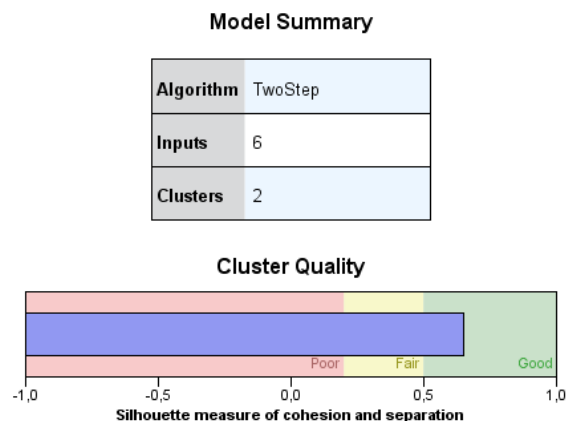 Model Summary
Algorithm TwoStep
Inputs 6
Clusters 2
Cluster Quality
Poor Fair Good
-1,0 -0,5 0,0 0,5 1,0
Silhouette measure of cohesion and separation